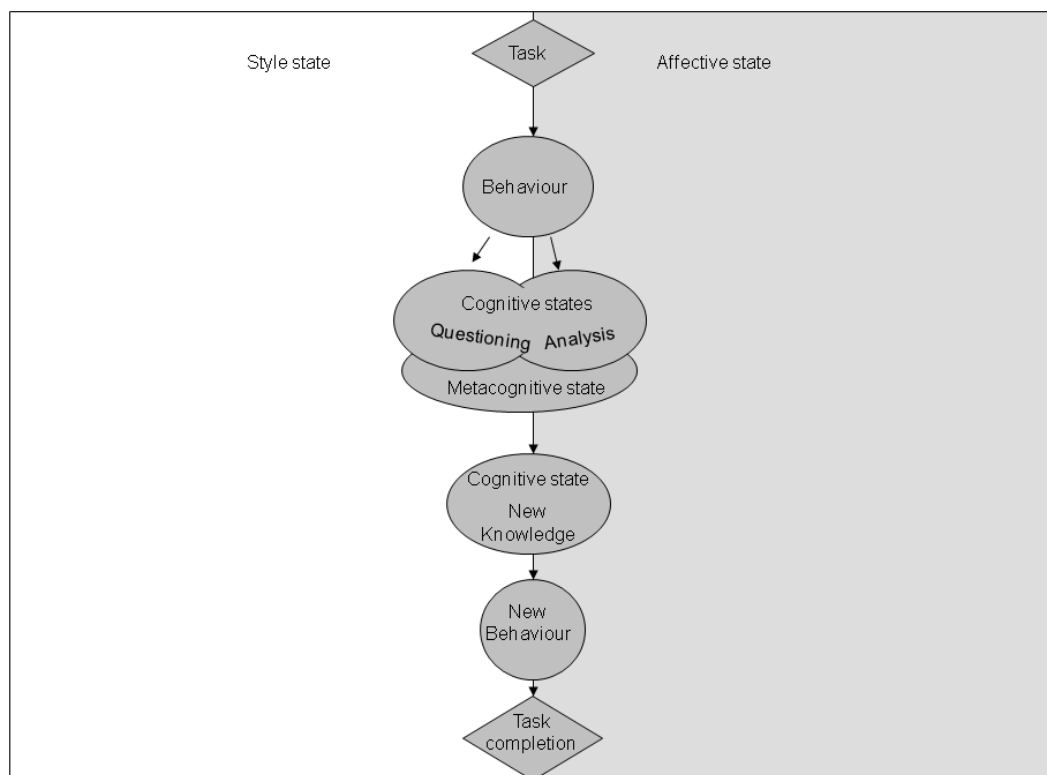 Task
Style state
Affective state
Behaviour
Cognitive states
Questioning
Analysis
Metacognitive state
Cognitive state
New
Knowledge
New
Behaviour
Task
completion